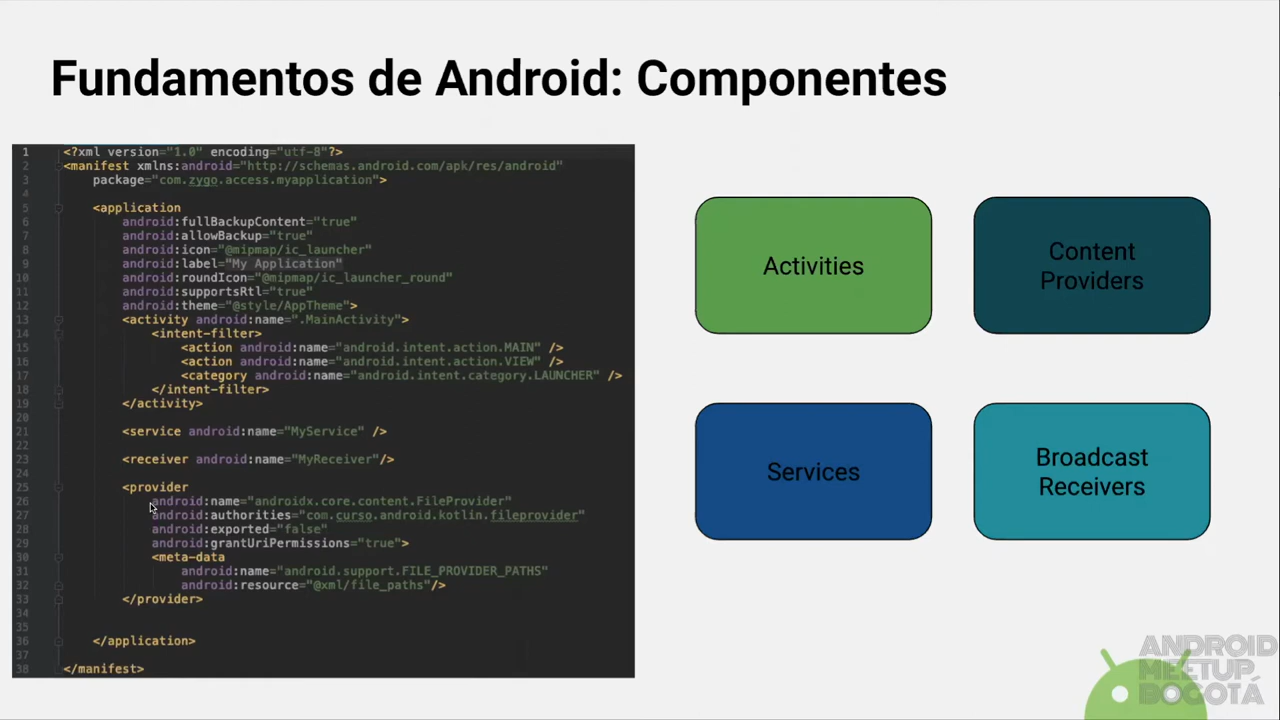 Fundamentos de Android: Componentes
1 <?xml version="1.0" encoding="utf-8"?>
2 <manifest xmlns:android="http://schemas.android.com/apk/res/android"
3 package="com.zygo.access.myapplication">
4
5 <application
6 android:fullBackupContent="true"
7 android:allowBackup="true"
8 android:icon="@mipmap/ic_launcher"
9 android:label="My Application"
10 android:roundIcon="@mipmap/ic_launcher_round"
11 android:supportsRtl="true"
12 android:theme="@style/AppTheme">
13 <activity android:name=".MainActivity">
14 <intent-filter>
15 <action android:name="android.intent.action.MAIN" />
16 <action android:name="android.intent.action.VIEW" />
17 <category android:name="android.intent.category.LAUNCHER" />
18 </intent-filter>
19 </activity>
20
21 <service android:name="MyService" />
22
23 <receiver android:name="MyReceiver"/>
24
25 <provider
26 android:name="androidx.core.content.FileProvider"
27 android:authorities="com.curso.android.kotlin.fileprovider"
28 android:exported="false"
29 android:grantUriPermissions="true">
30 <meta-data
31 android:name="android.support.FILE_PROVIDER_PATHS"
32 android:resource="@xml/file_paths"/>
33 </provider>
34
35
36 </application>
37
38 </manifest>
Activities
Content
Providers
Services
Broadcast
Receivers
ANDROID
MEETUP
BOGOTÁ